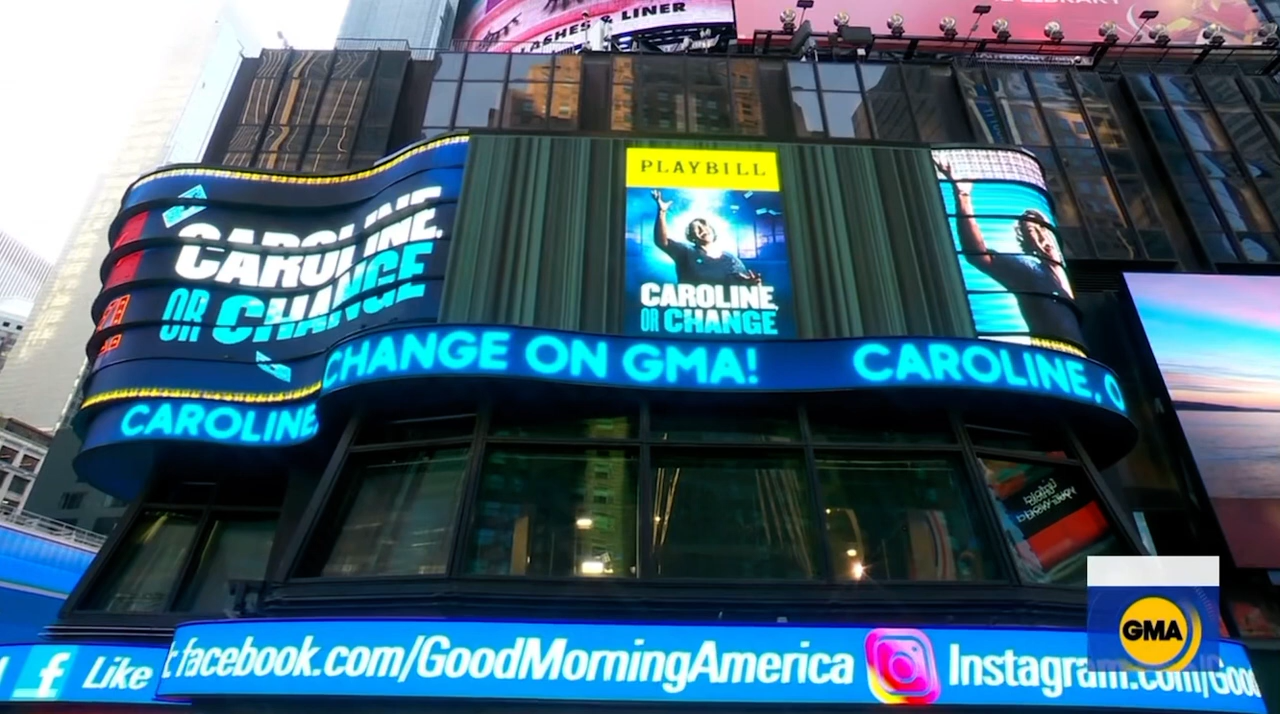 LASHES & LINER
LIBRARY
PLAYBILL
CAROLINE,
OR CHANGE
CAROLINE,
OR CHANGE
CHANGE ON GMA! CAROLINE, O
CAROLINE,
GMA
f Like
facebook.com/GoodMorningAmerica Instagram.com/Good